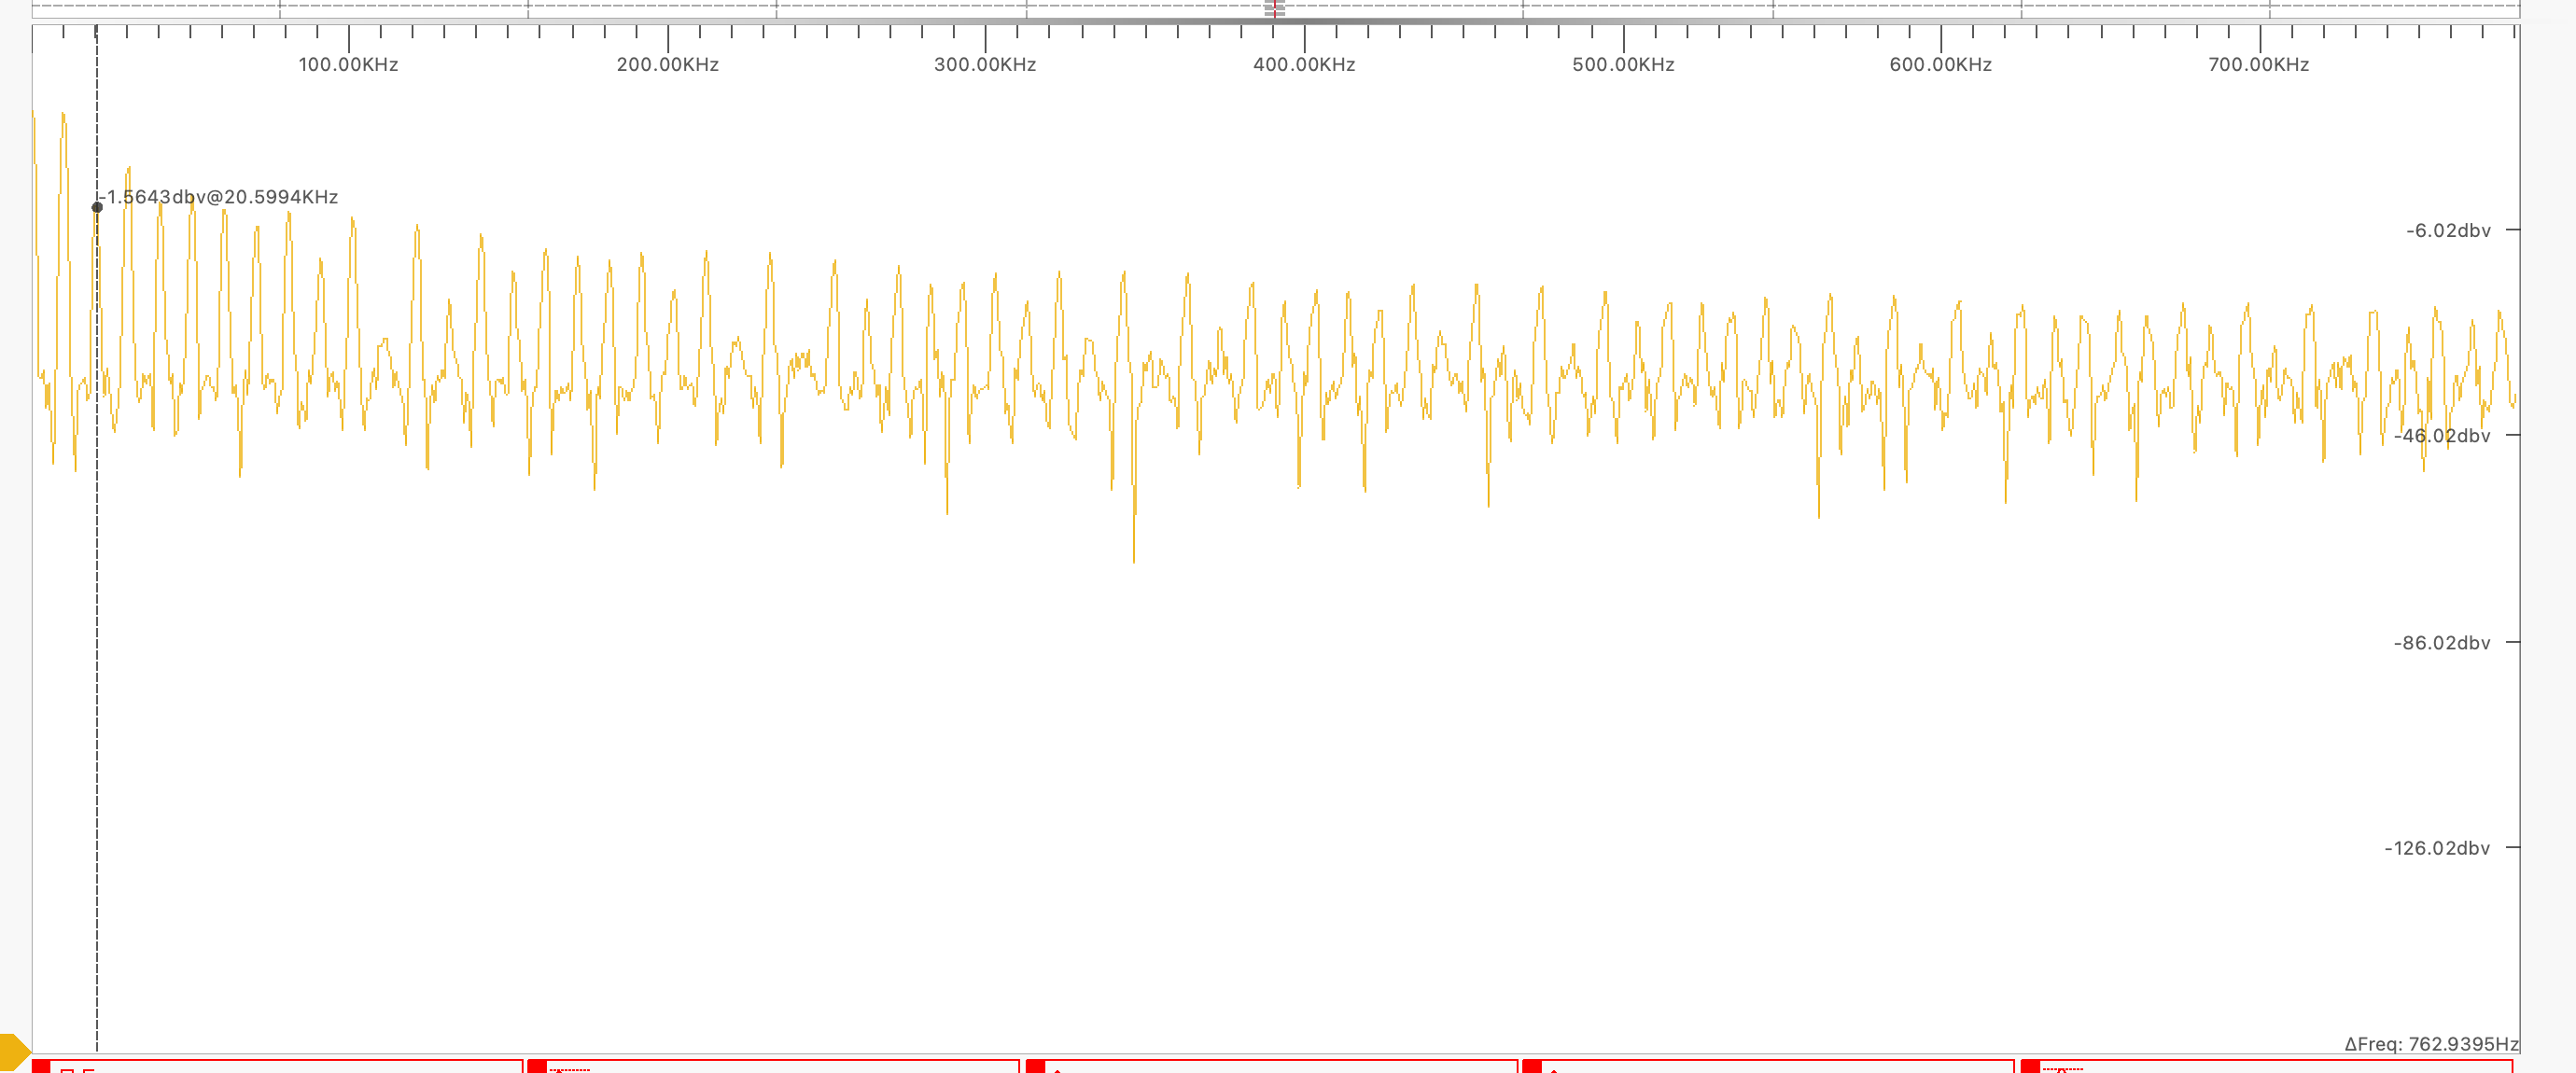 100.00KHz 200.00KHz 300.00KHz 400.00KHz 500.00KHz 600.00KHz 700.00KHz
-1.5643dbv@20.5994KHz
-6.02dbv
-46.02dbv
-86.02dbv
-126.02dbv
ΔFreq: 762.9395Hz